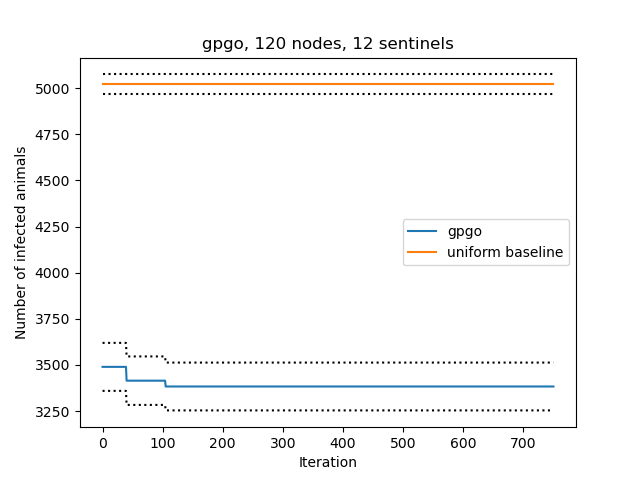 gpgo, 120 nodes, 12 sentinels
Number of infected animals
5000
4750
4500
4250
4000
3750
3500
3250
gpgo
uniform baseline
0 100 200 300 400 500 600 700
Iteration